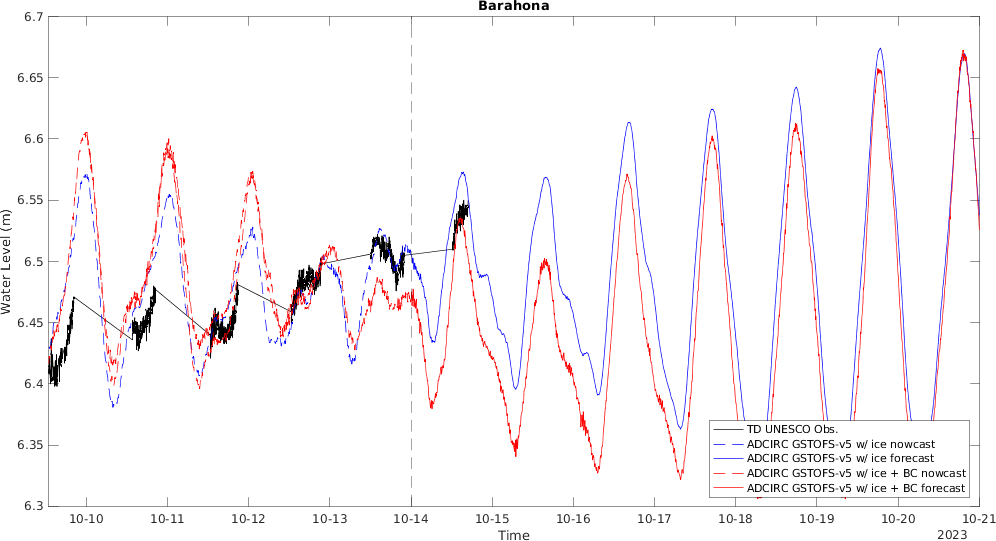 Barahona
6.7
6.65
6.6
6.55
6.5
6.45
6.4
6.35
6.3
Water Level (m)
TD UNESCO Obs.
ADCIRC GSTOFS-v5 w/ ice nowcast
ADCIRC GSTOFS-v5 w/ ice forecast
ADCIRC GSTOFS-v5 w/ ice + BC nowcast
ADCIRC GSTOFS-v5 w/ ice + BC forecast
10-10 10-11 10-12 10-13 10-14 10-15 10-16 10-17 10-18 10-19 10-20 10-21
Time
2023